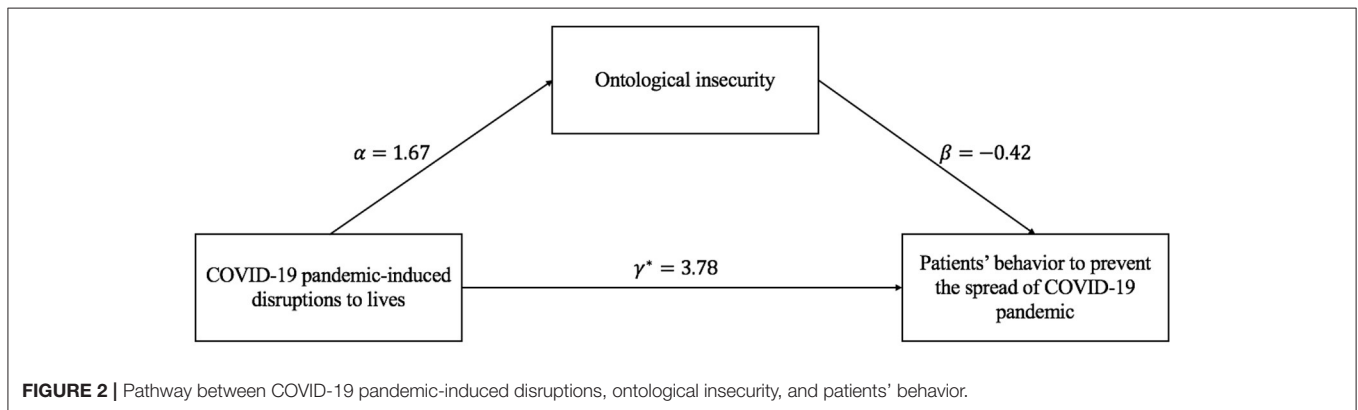 Ontological insecurity
α = 1.67
β = −0.42
COVID-19 pandemic-induced
disruptions to lives
γ* = 3.78
Patients' behavior to prevent
the spread of COVID-19
pandemic
FIGURE 2 | Pathway between COVID-19 pandemic-induced disruptions, ontological insecurity, and patients' behavior.